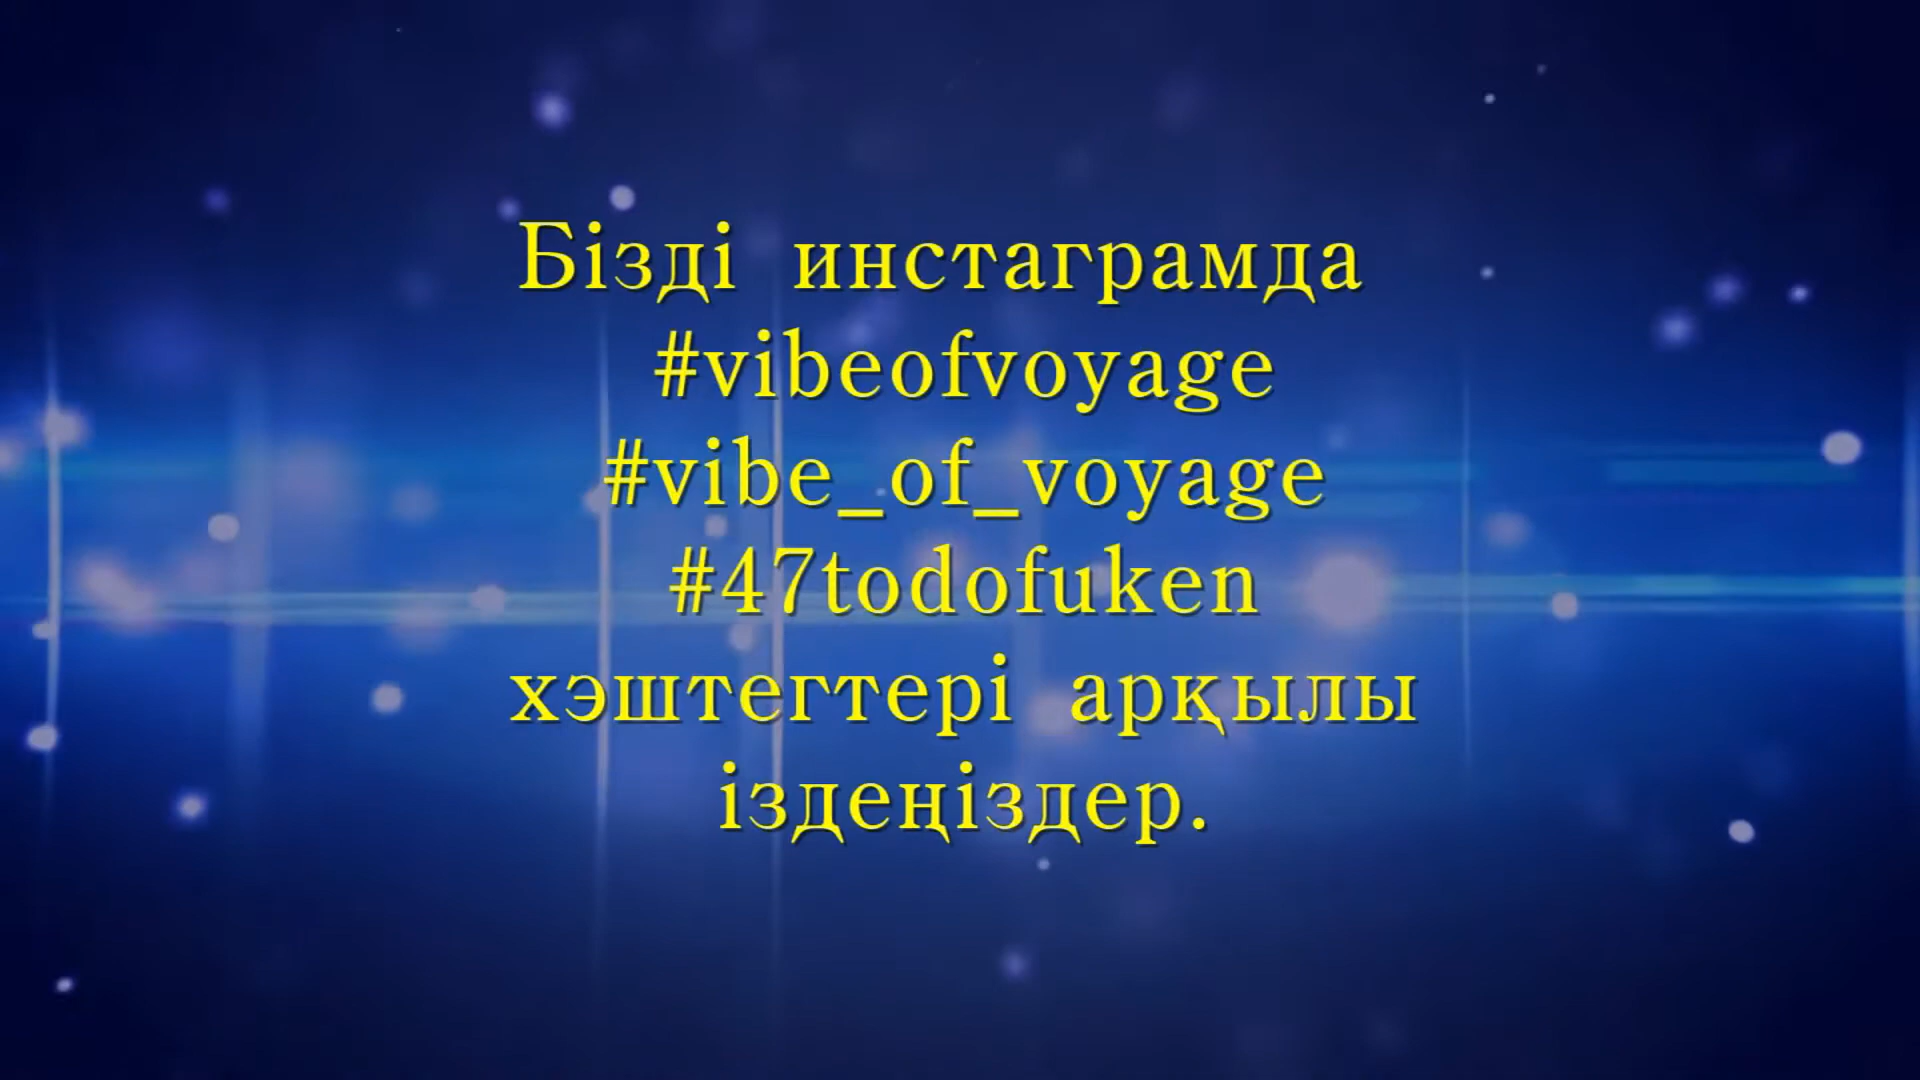 Бізді инстаграмда
#vibeofvoyage
#vibe_of_voyage
#47todofuken
хэштегтері арқылы
іздеңіздер.